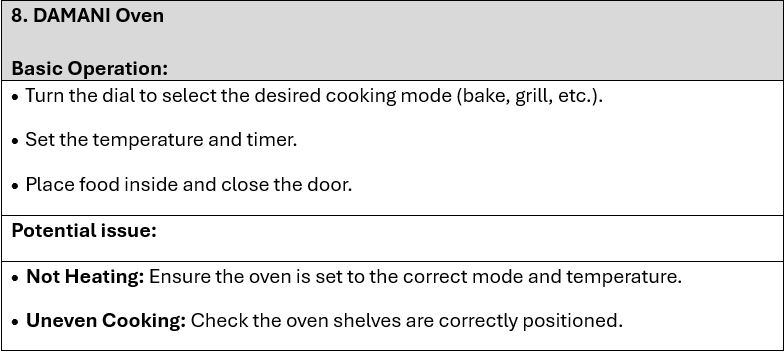 8. DAMANI Oven
Basic Operation:
• Turn the dial to select the desired cooking mode (bake, grill, etc.).
• Set the temperature and timer.
• Place food inside and close the door.
Potential issue:
• Not Heating: Ensure the oven is set to the correct mode and temperature.
• Uneven Cooking: Check the oven shelves are correctly positioned.